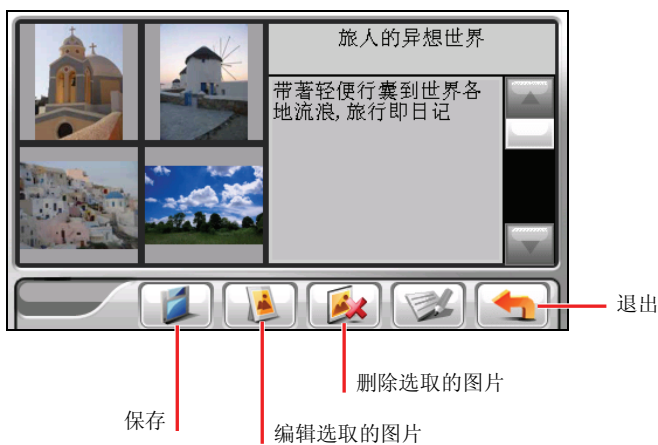 旅人的异想世界
带著轻便行囊到世界各
地流浪,旅行即日记
退出
删除选取的图片
保存
编辑选取的图片